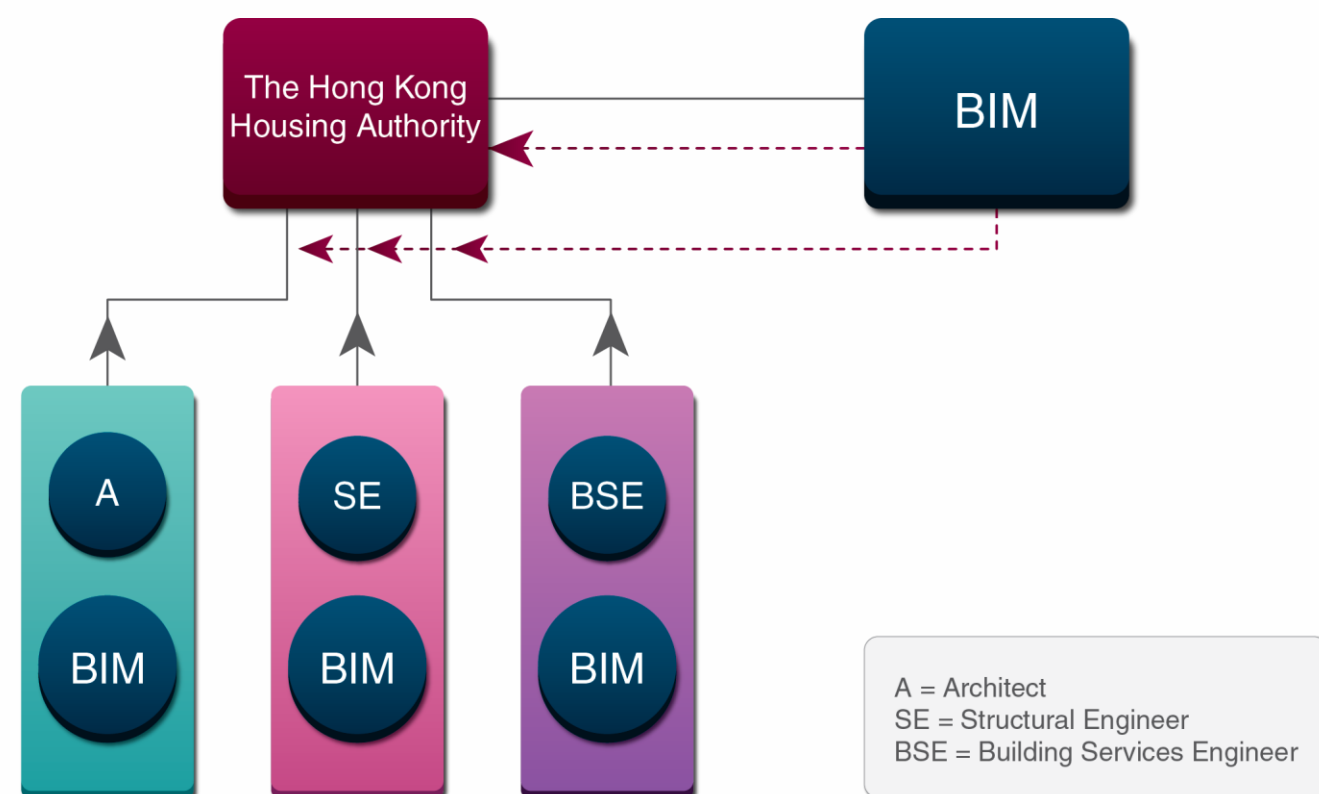 The Hong Kong
Housing Authority
BIM
A
SE
BSE
BIM
BIM
BIM
A = Architect
SE = Structural Engineer
BSE = Building Services Engineer